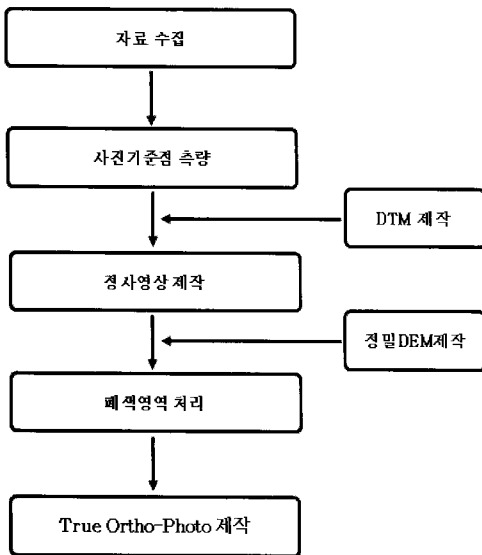 자료 수집
사진기준점 측량
DTM 제작
정사영상 제작
정밀DEM제작
폐색영역 처리
True Ortho-Photo 제작